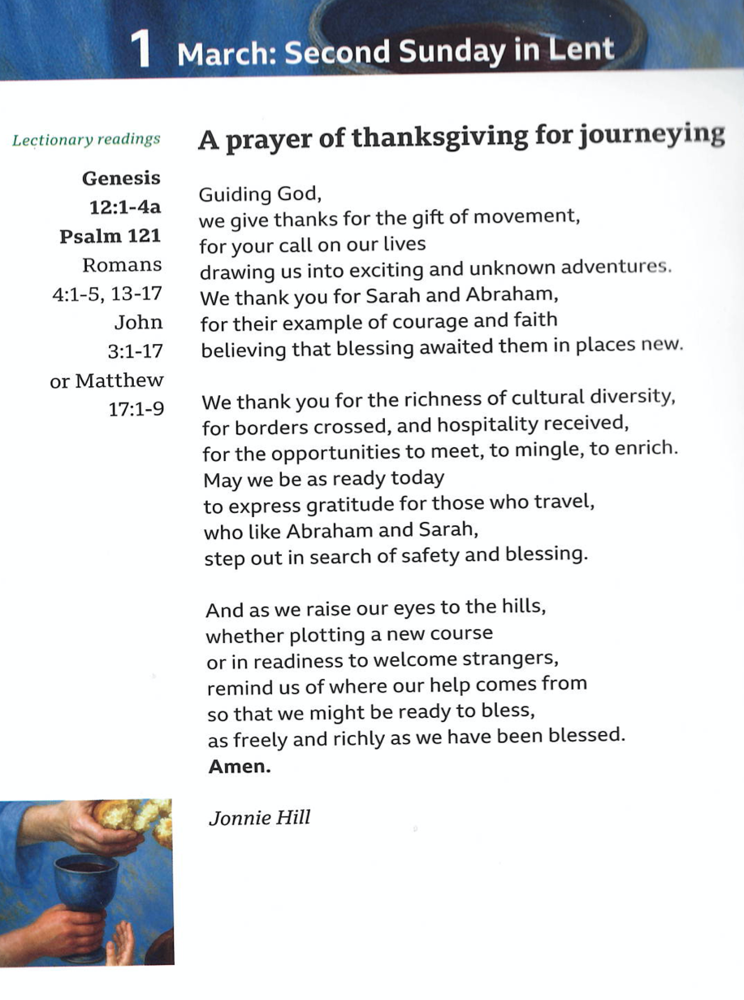 1 March: Second Sunday in Lent
Lectionary readings
Genesis
12:1-4a
Psalm 121
Romans
4:1-5, 13-17
John
3:1-17
or Matthew
17:1-9
A prayer of thanksgiving for journeying
Guiding God,
we give thanks for the gift of movement,
for your call on our lives
drawing us into exciting and unknown adventures.
We thank you for Sarah and Abraham,
for their example of courage and faith
believing that blessing awaited them in places new.
We thank you for the richness of cultural diversity,
for borders crossed, and hospitality received,
for the opportunities to meet, to mingle, to enrich.
May we be as ready today
to express gratitude for those who travel,
who like Abraham and Sarah,
step out in search of safety and blessing.
And as we raise our eyes to the hills,
whether plotting a new course
or in readiness to welcome strangers,
remind us of where our help comes from
so that we might be ready to bless,
as freely and richly as we have been blessed.
Amen.
Jonnie Hill